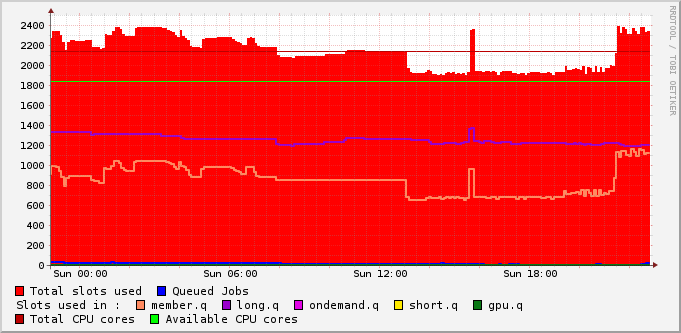 2400
2200
2000
1800
1600
1400
1200
1000
800
600
400
200
0
Sun 00:00 Sun 06:00 Sun 12:00 Sun 18:00
Total slots used Queued Jobs
Slots used in : member.q long.q ondemand.q short.q gpu.q
Total CPU cores Available CPU cores
RRDTOOL / TOBI OETIKER